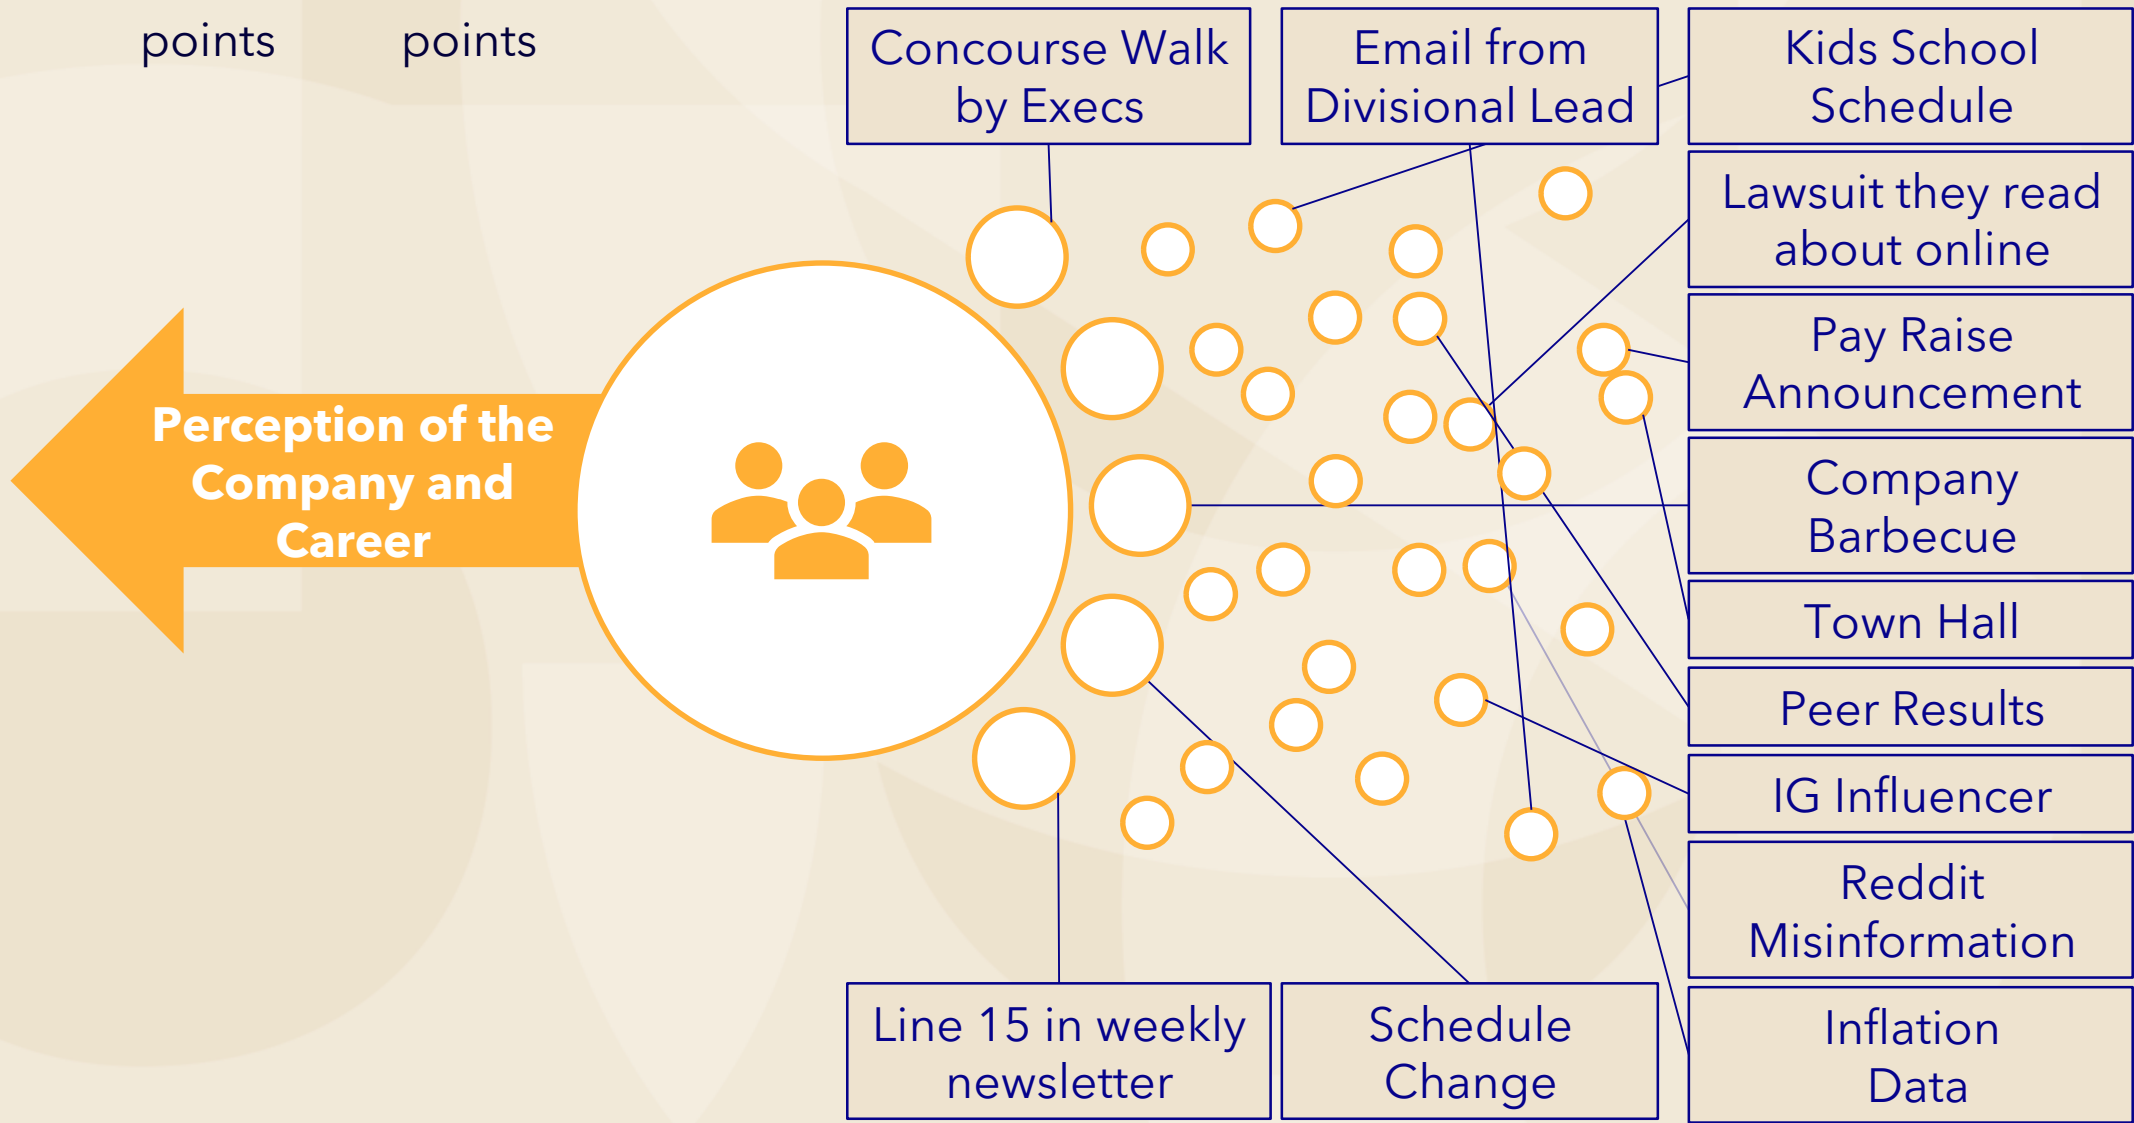 points
points
Concourse Walk
by Execs
Email from
Divisional Lead
Kids School
Schedule
Lawsuit they read
about online
Pay Raise
Announcement
Company
Barbecue
Town Hall
Peer Results
IG Influencer
Reddit
Misinformation
Inflation
Data
Perception of the
Company and
Career
Line 15 in weekly
newsletter
Schedule
Change